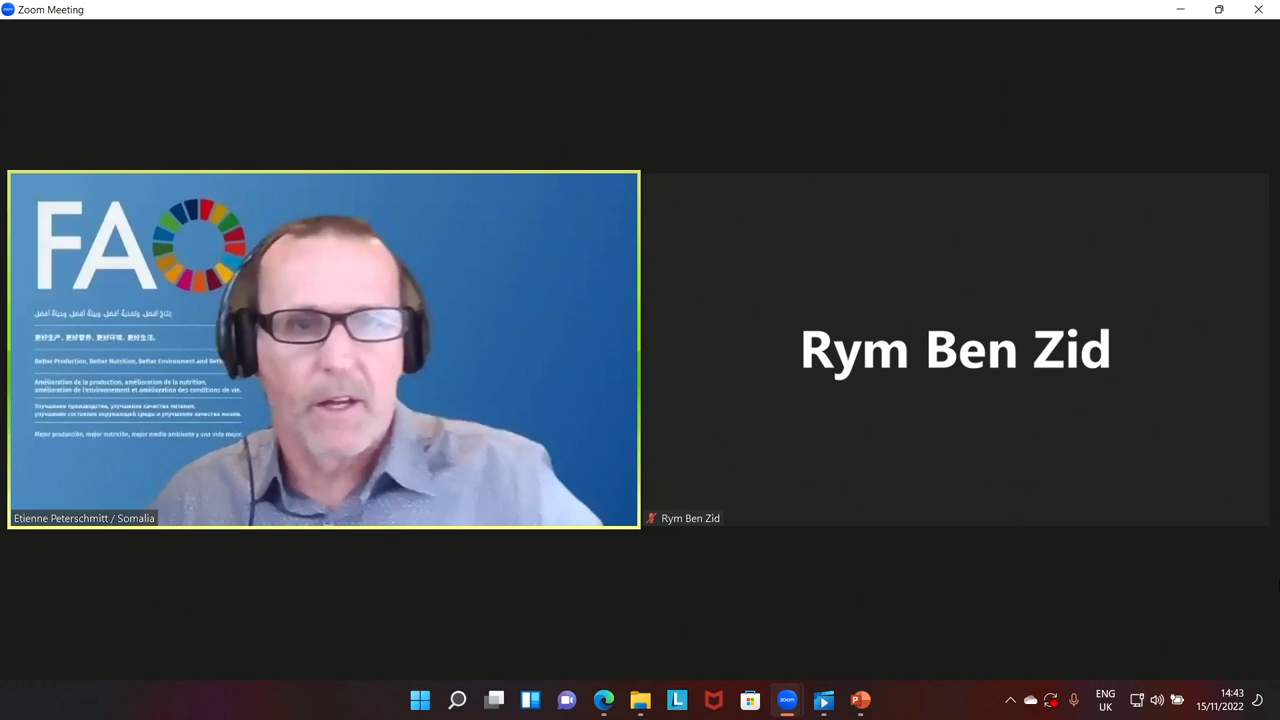 Zoom Meeting
FAO
إنتاج أفضل، وتغذية أفضل، وبيئة أفضل، وحياة أفضل.
更好生产、更好营养、更好环境、更好生活。
Better Production, Better Nutrition, Better Environment and
Amélioration de la production, amélioration de la nutrition,
amélioration de l'environnement et amélioration des conditions de vie.
Улучшение производства, улучшение качества питания,
улучшение состояния окружающей среды и улучшение качества жизни.
Mejor producción, mejor nutrición, mejor medio ambiente y una vida mejor.
Etienne Peterschmitt / Somalia
Rym Ben Zid
Rym Ben Zid
ENG
UK
14:43
15/11/2022